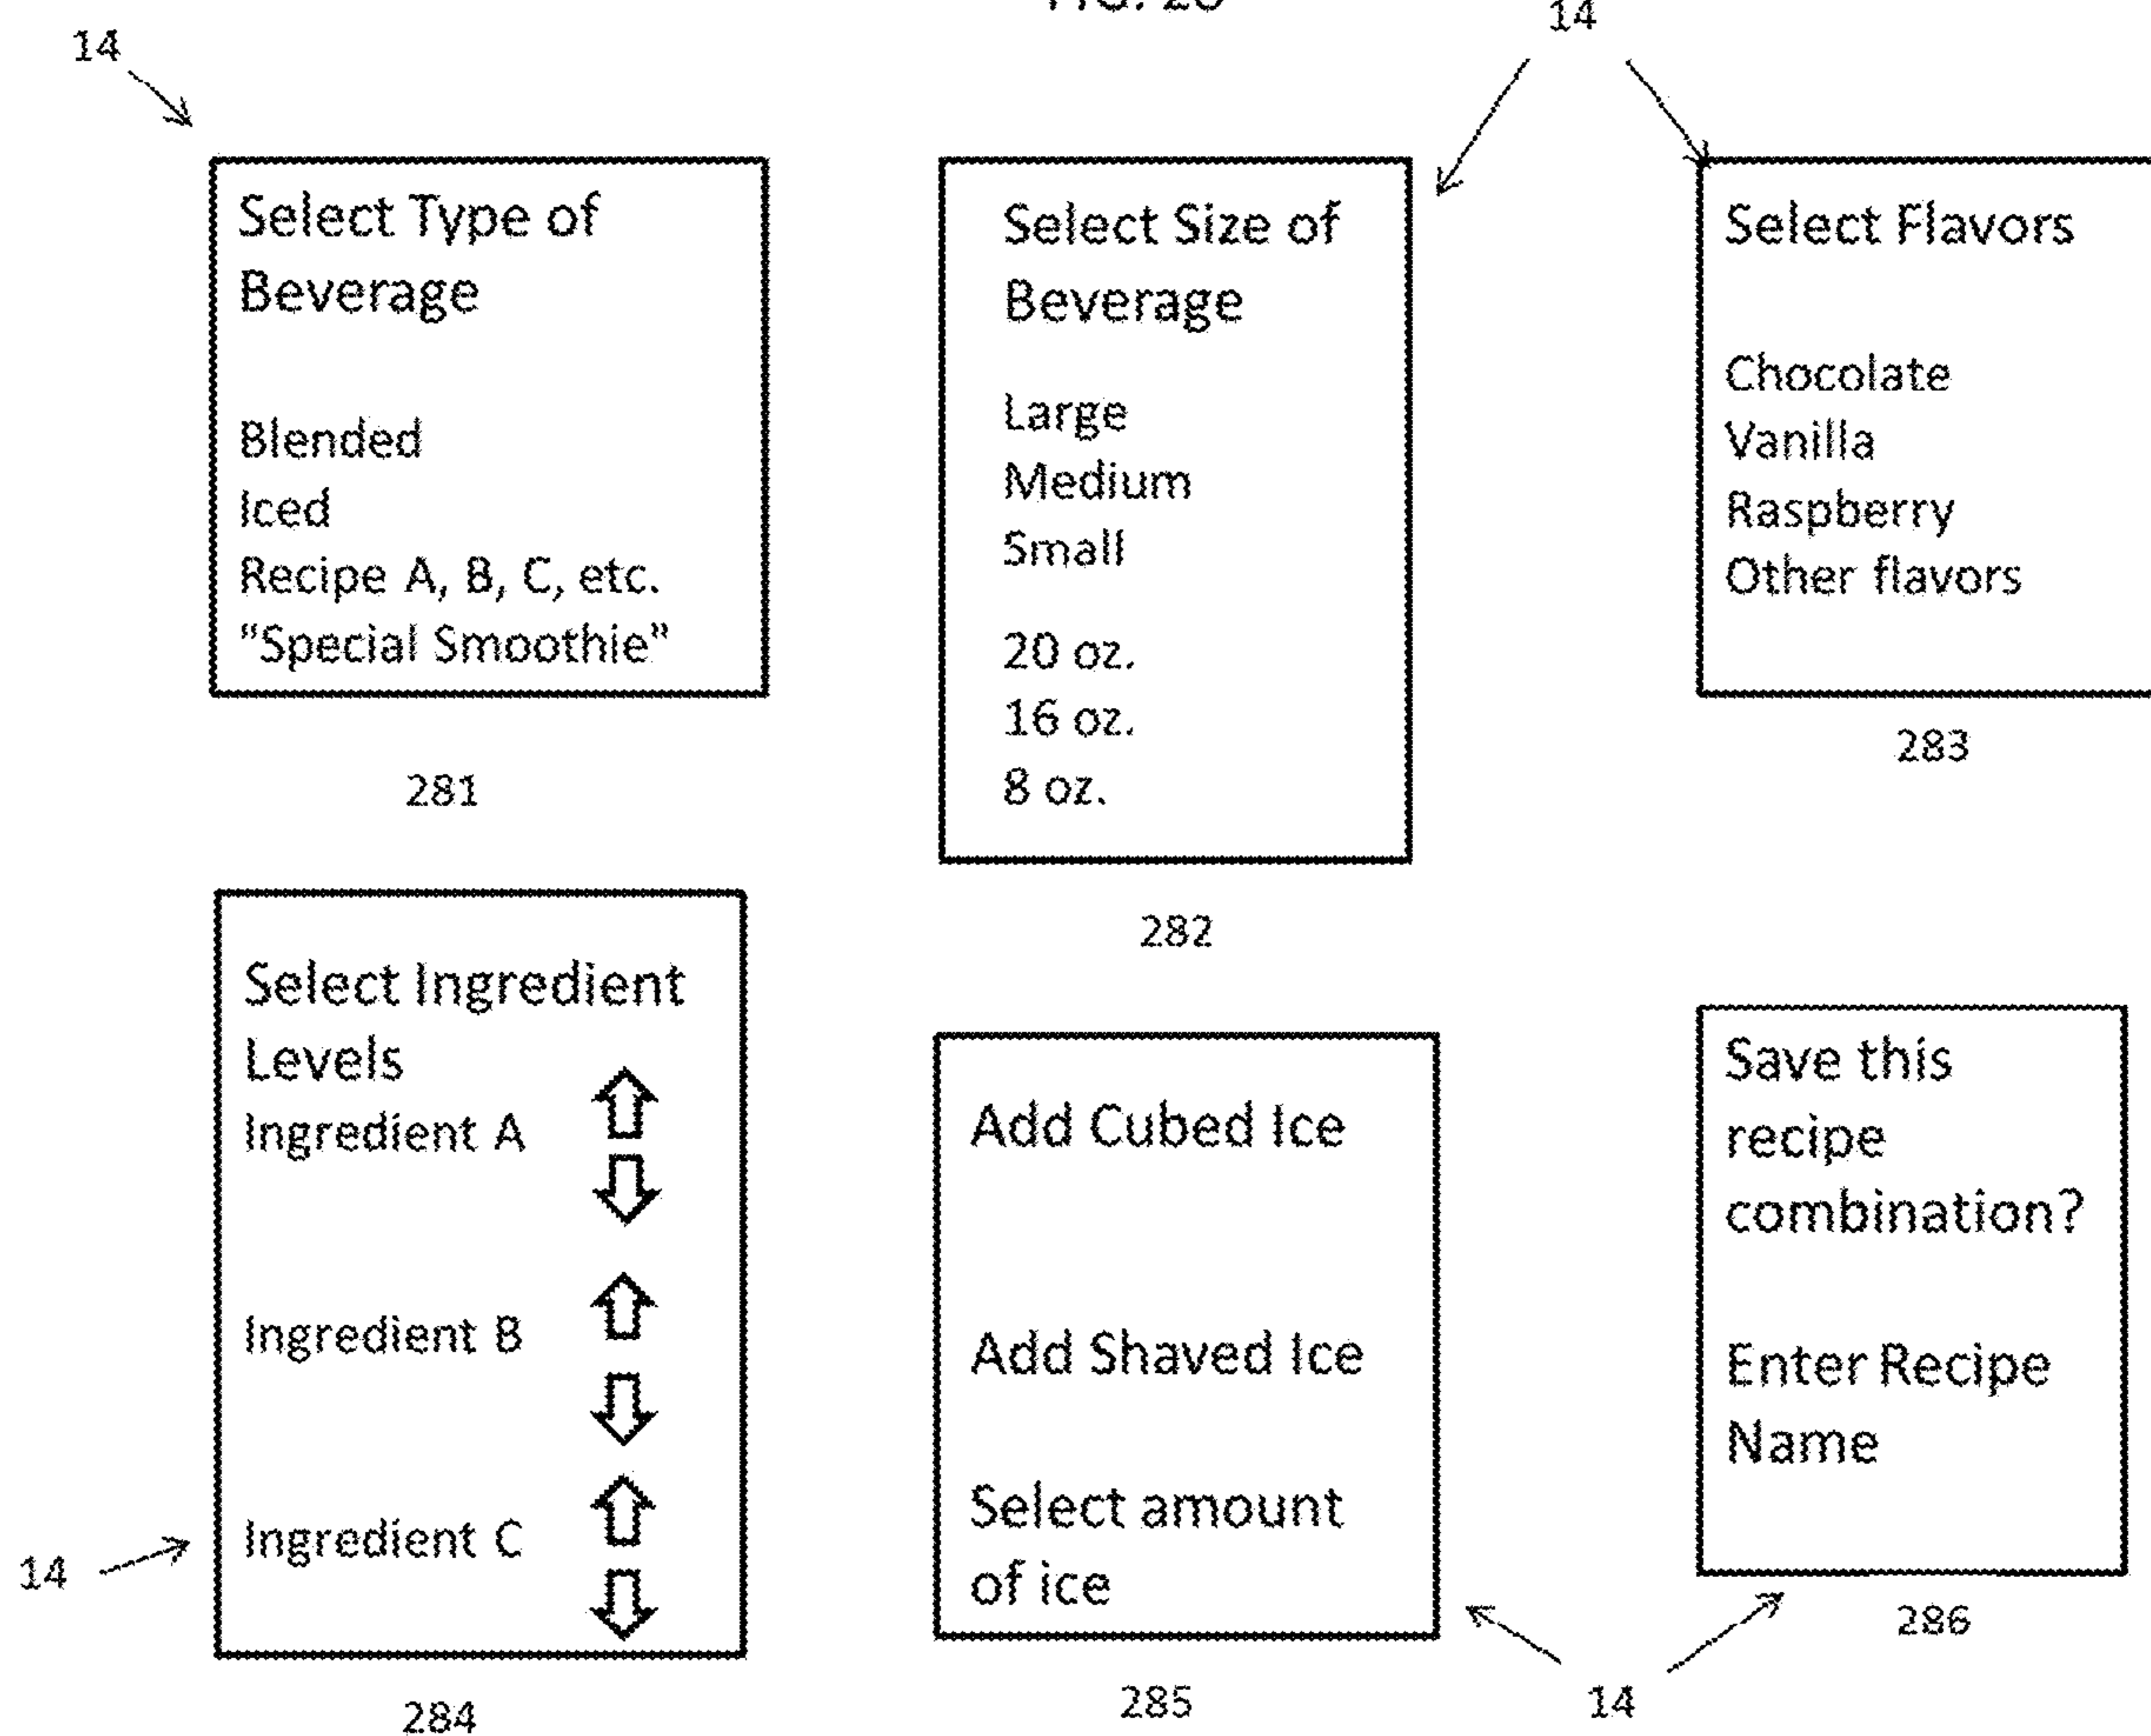 14
14
Select Type of
Beverage
Blended
Iced
Recipe A, B, C, etc.
"Special Smoothie"
281
Select Size of
Beverage
Large
Medium
Small
20 oz.
16 oz.
8 oz.
282
Select Flavors
Chocolate
Vanilla
Raspberry
Other flavors
283
Select Ingredient
Levels
Ingredient A
Ingredient B
Ingredient C
14
284
Add Cubed Ice
Add Shaved Ice
Select amount
of ice
285
Save this
recipe
combination?
Enter Recipe
Name
286
14